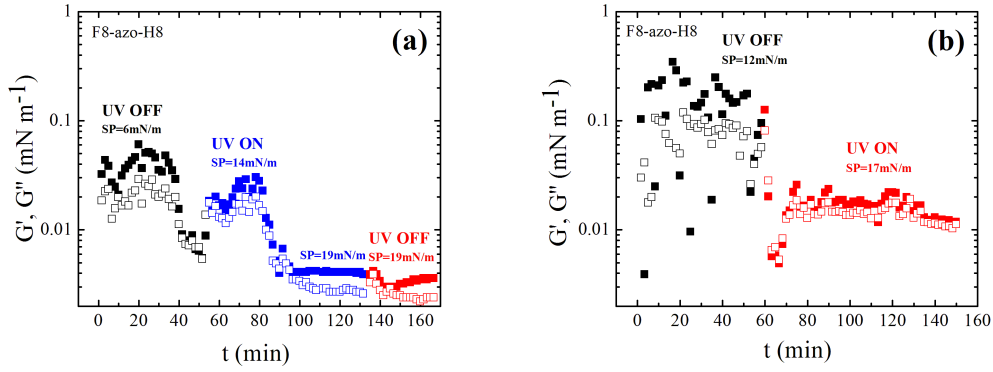 F8-azo-H8
(a)
UV OFF
SP=6mN/m
UV ON
SP=14mN/m
SP=19mN/m
UV OFF
SP=19mN/m
G', G'' (mN m⁻¹)
1
0.1
0.01
0 20 40 60 80 100 120 140 160
t (min)
F8-azo-H8
(b)
UV OFF
SP=12mN/m
UV ON
SP=17mN/m
G', G'' (mN m⁻¹)
1
0.1
0.01
0 20 40 60 80 100 120 140 160
t (min)